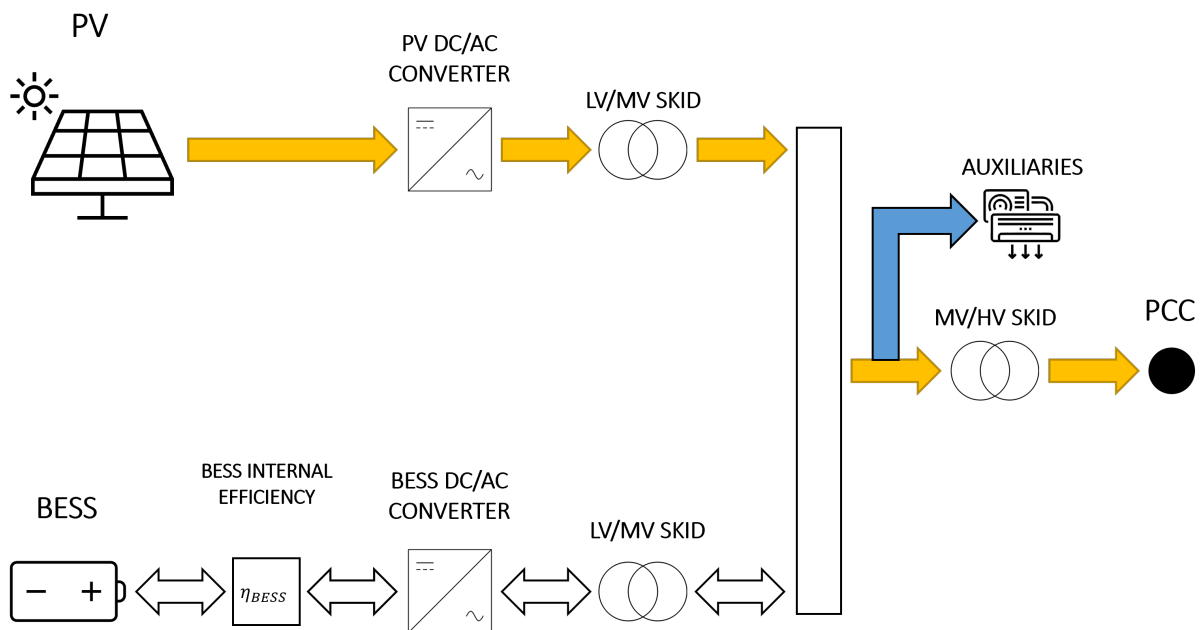 PV
PV DC/AC
CONVERTER
LV/MV SKID
AUXILIARIES
MV/HV SKID
PCC
BESS INTERNAL
EFFICIENCY
BESS DC/AC
CONVERTER
BESS
LV/MV SKID
− +
η_BESS